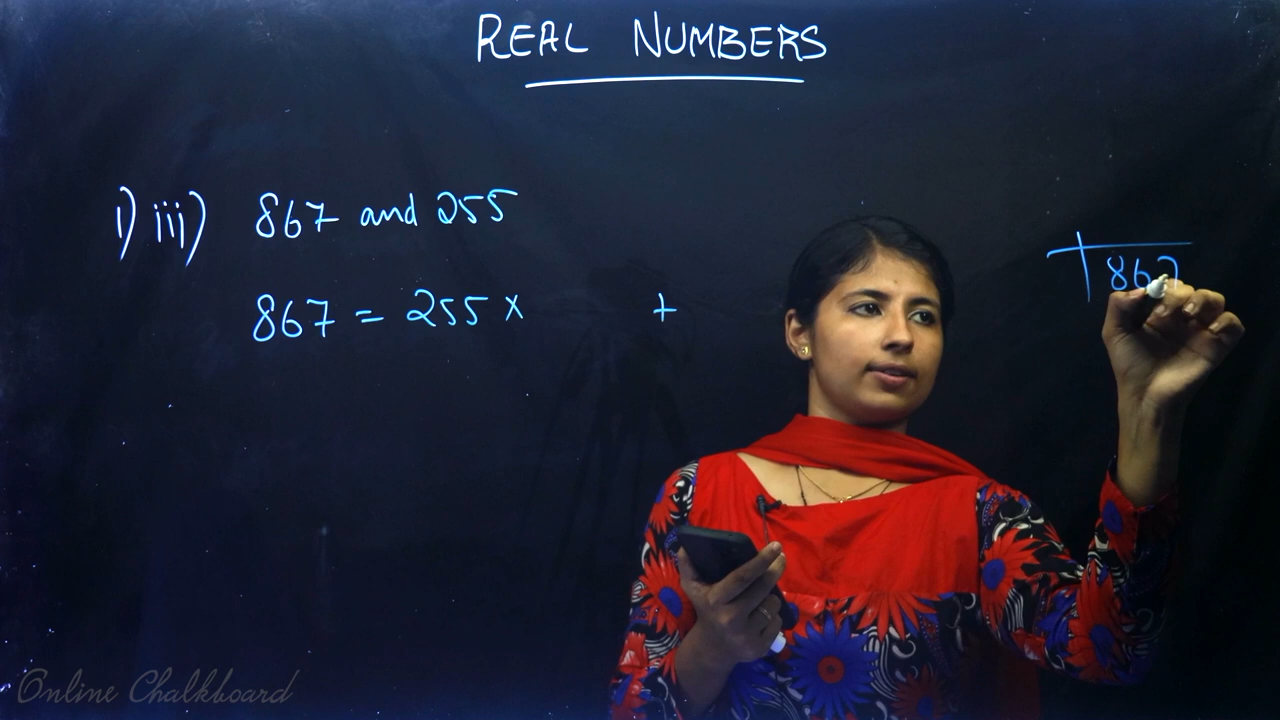 REAL NUMBERS
1) iii) 867 and 255
867
867 = 255 x +
Online Chalkboard